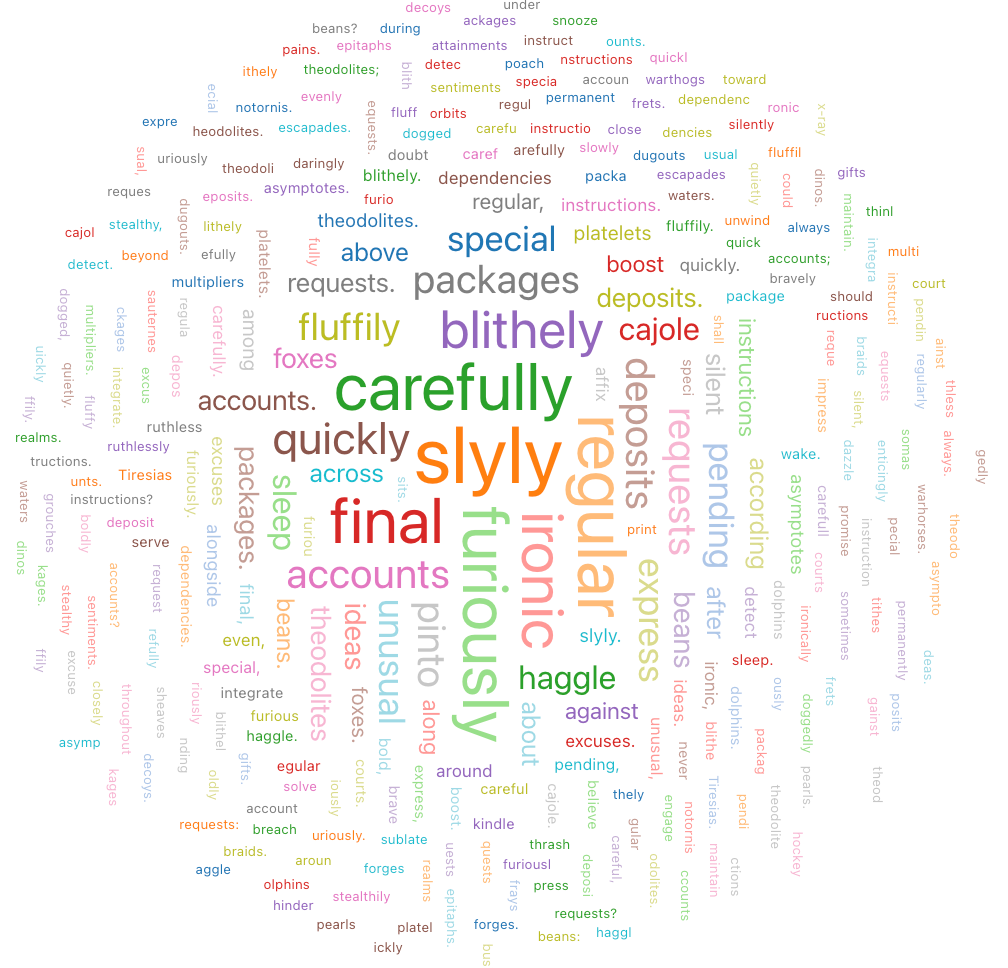 decoys
under
beans?
during
ackages
snooze
pains.
epitaphs
attainments
instruct
ounts.
ithely
theodolites;
blith
detec
poach
nstructions
quickl
ecial
evenly
sentiments
specia
accoun
warthogs
toward
notornis.
equests.
fluff
orbits
regul
permanent
frets.
dependenc
ronic
x-ray
expre
heodolites.
escapades.
dogged
carefu
instructio
close
dencies
silently
sual,
uriously
theodoli
daringly
doubt
caref
arefully
slowly
dugouts
usual
fluffil
reques
eposits.
asymptotes.
blithely.
dependencies
packa
escapades
quietly
could
dinos.
gifts
cajol
stealthy,
dugouts.
lithely
furio
regular,
instructions.
waters.
maintain.
thinl
detect.
beyond
efully
platelets.
fully
theodolites.
above
special
platelets
fluffily.
unwind
quick
always
integra
multi
multipliers
requests.
packages
boost
quickly.
accounts;
bravely
instructi
court
dogged,
multipliers.
ckages
sauternes
regula
carefully.
among
fluffily
blithely
deposits.
cajole
package
shall
should
ructions
pendin
uickly
quietly.
integrate.
excus
depos
foxes
carefully
affix
deposits
speci
silent
instructions
reque
braids
equests
regularly
ainst
ffily.
fluffy
accounts.
requests
impress
silent,
thless
realms.
ruthless
quickly
slyly
regular
tructions.
ruthlessly
excuses
packages.
across
sits.
pending
according
wake.
dazzle
enticingly
somas
always.
gedly
unts.
Tiresias
furiously.
sleep
final
furiously
ironic
print
asymptotes
waters
grouches
instructions?
boldly
deposit
serve
alongside
furiou
accounts
express
carefull
promise
instruction
pecial
warhorses.
theodo
dinos
kages.
accounts?
request
dependencies.
final,
beans.
theodolites
ideas
unusual
pinto
slyly.
beans
after
detect
dolphins
courts
ironically
sometimes
tithes
permanently
asympto
stealthy
sentiments.
refully
even,
haggle
sleep.
ffily
excuse
closely
special,
integrate
foxes.
along
about
against
ideas.
ironic,
dolphins.
ously
doggedly
frets
gainst
posits
deas.
throughout
sheaves
riously
blithel
furious
haggle.
excuses.
unusual,
never
blithe
packag
asymp
nding
gifts.
egular
bold,
around
pending,
kages
decoys.
oldly
solve
iously
courts.
brave
express,
boost.
careful
cajole.
believe
thely
engage
notornis
Tiresias.
pendi
theodolite
pearls.
theod
account
requests:
breach
uriously.
sublate
kindle
gular
hockey
braids.
aroun
forges
uests
quests
thrash
furiousl
careful,
odolites.
maintain
ctions
aggle
olphins
stealthily
realms
epitaphs.
frays
press
deposi
ccounts
hinder
pearls
platel
forges.
requests?
ickly
bus
beans:
haggl